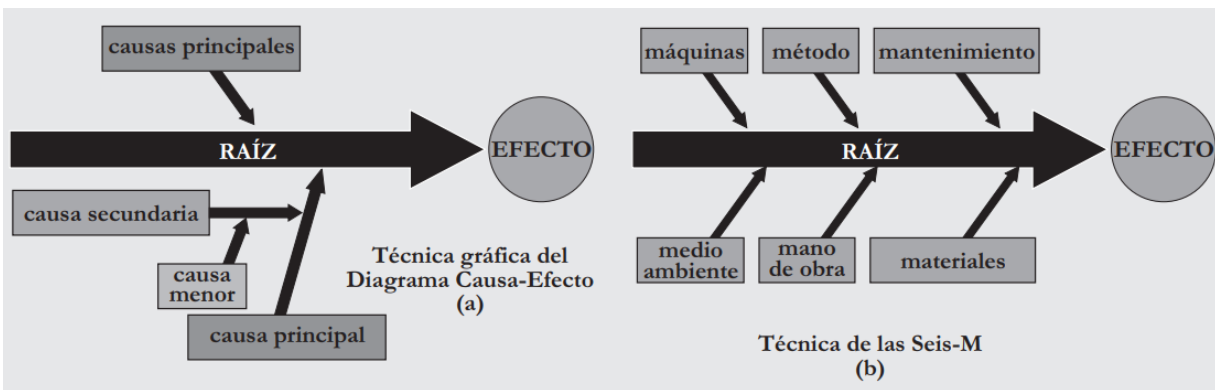 causas principales
RAÍZ
EFECTO
causa secundaria
causa
menor
causa principal
Técnica gráfica del
Diagrama Causa-Efecto
(a)
máquinas
método
mantenimiento
RAÍZ
EFECTO
medio
ambiente
mano
de obra
materiales
Técnica de las Seis-M
(b)